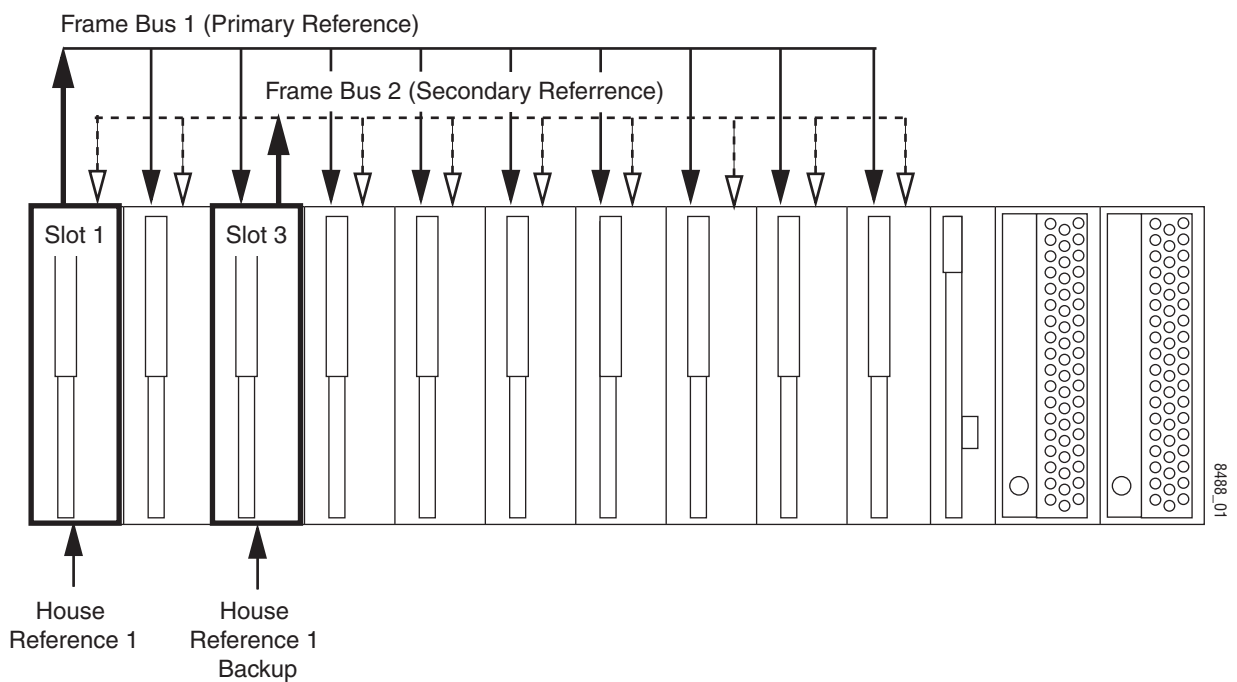 Frame Bus 1 (Primary Reference)
Frame Bus 2 (Secondary Referrence)
Slot 1
Slot 3
8488_01
House
Reference 1
House
Reference 1
Backup